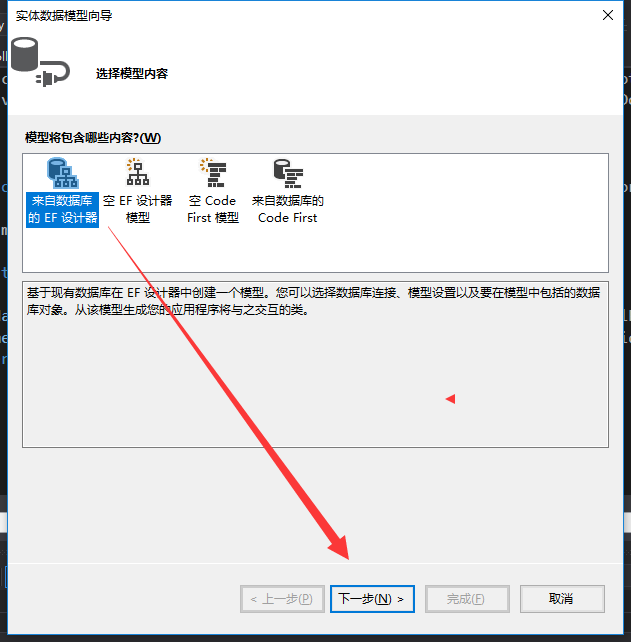 实体数据模型向导
选择模型内容
模型将包含哪些内容?(W)
来自数据库
的 EF 设计器
空 EF 设计器
模型
空 Code
First 模型
来自数据库的
Code First
基于现有数据库在 EF 设计器中创建一个模型。您可以选择数据库连接、模型设置以及要在模型中包括的数据
库对象。从该模型生成您的应用程序将与之交互的类。
< 上一步(P)
下一步(N) >
完成(F)
取消